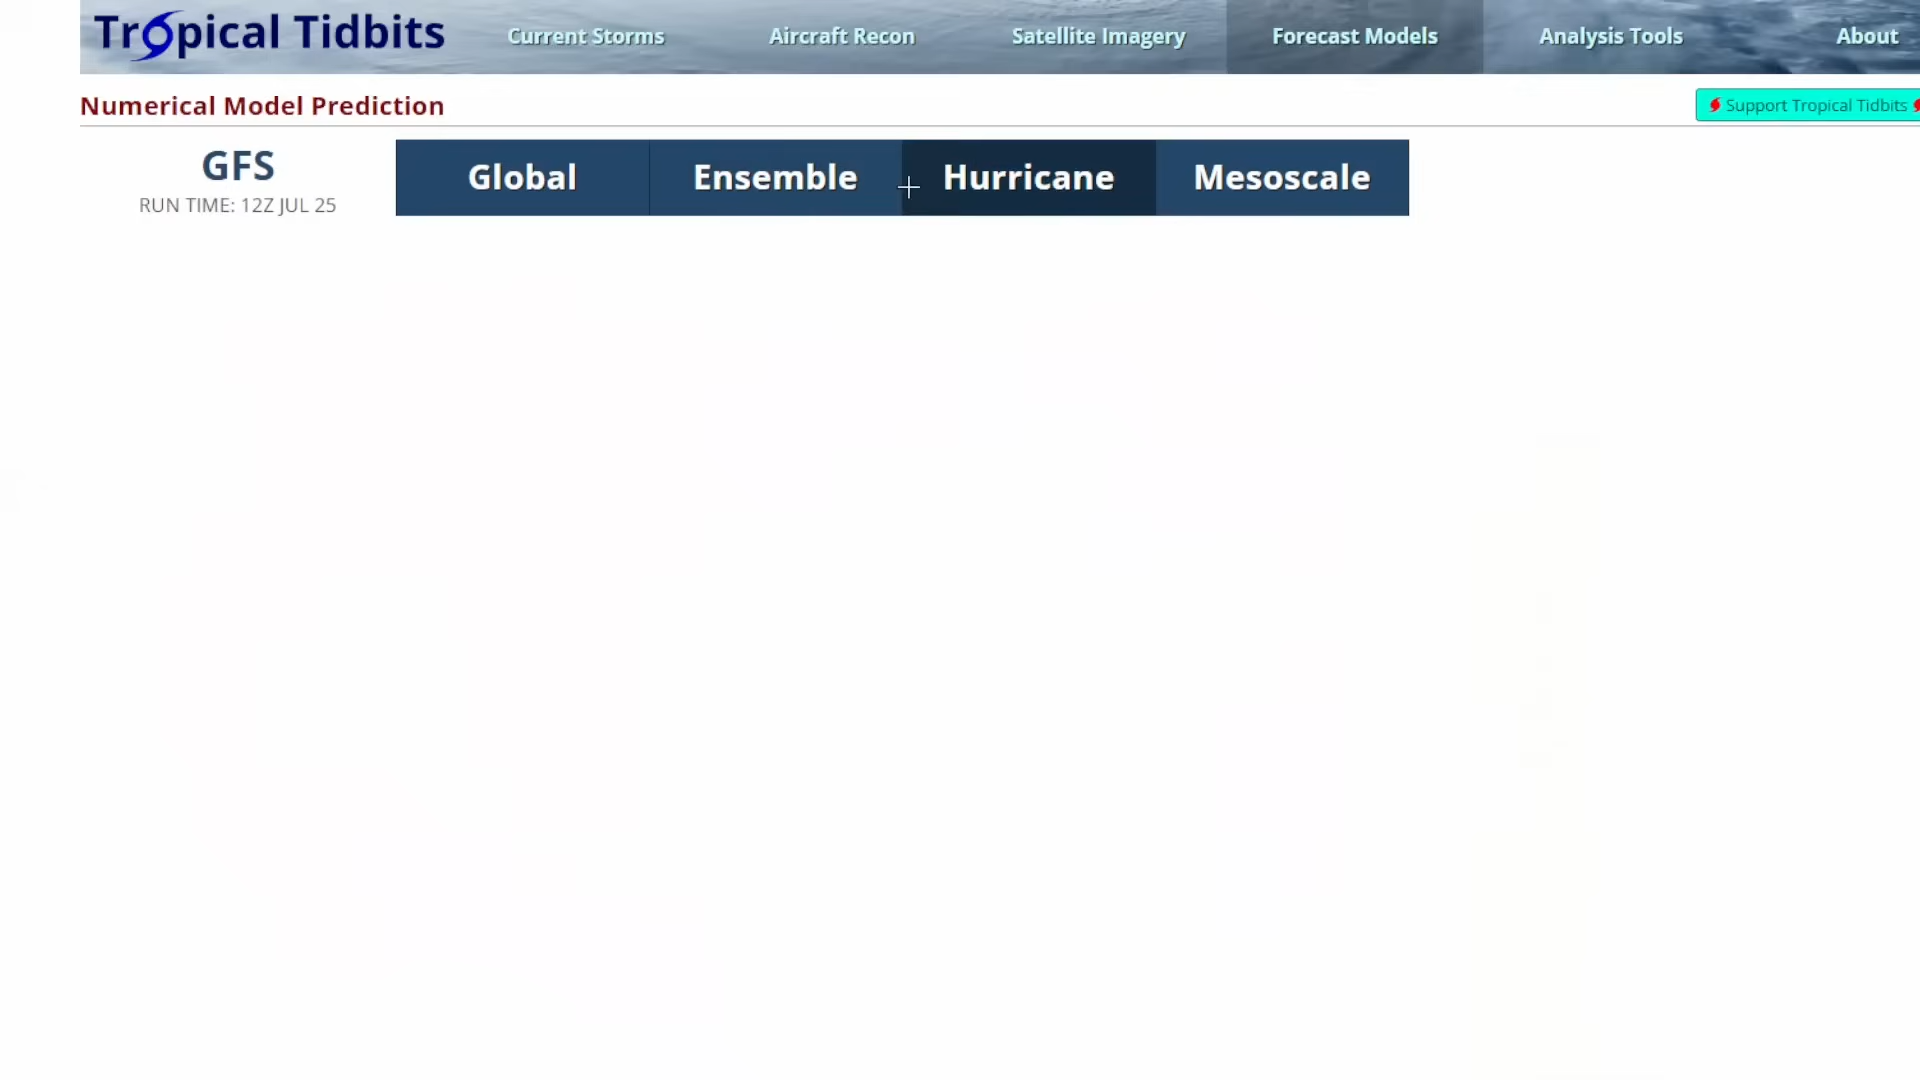 Tropical Tidbits
Current Storms
Aircraft Recon
Satellite Imagery
Forecast Models
Analysis Tools
About
Numerical Model Prediction
Support Tropical Tidbits
GFS
RUN TIME: 12Z JUL 25
Global
Ensemble
Hurricane
Mesoscale